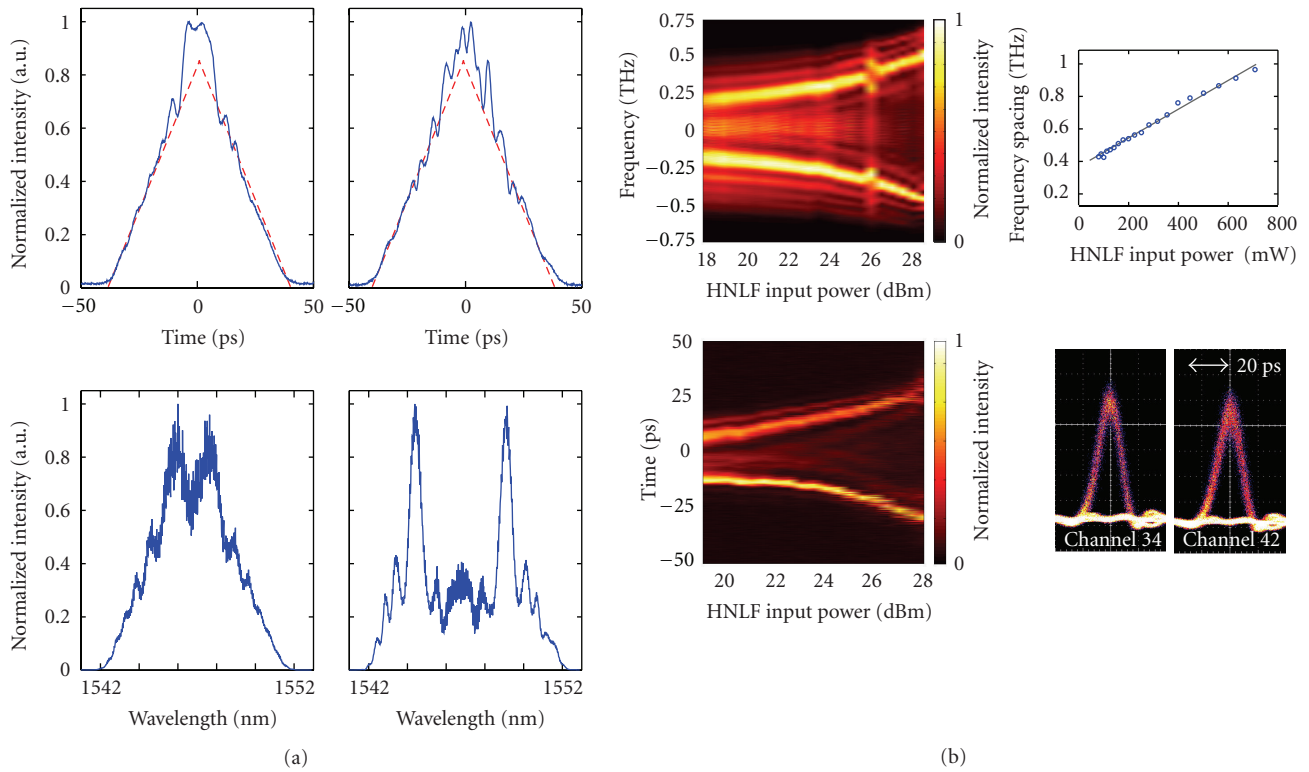 Normalized intensity (a.u.)
1
0.8
0.6
0.4
0.2
0
−50
0
50
Time (ps)
−50
0
50
Time (ps)
Normalized intensity (a.u.)
1
0.8
0.6
0.4
0.2
0
1542
1552
Wavelength (nm)
1542
1552
Wavelength (nm)
(a)
Frequency (THz)
0.75
0.5
0.25
0
−0.25
−0.5
−0.75
18 20 22 24 26 28
HNLF input power (dBm)
1
0
Normalized intensity
Frequency spacing (THz)
1
0.8
0.6
0.4
0.2
0 200 400 600 800
HNLF input power (mW)
Time (ps)
50
25
0
−25
−50
20 22 24 26 28
HNLF input power (dBm)
1
0
Normalized intensity
20 ps
Channel 34
Channel 42
(b)